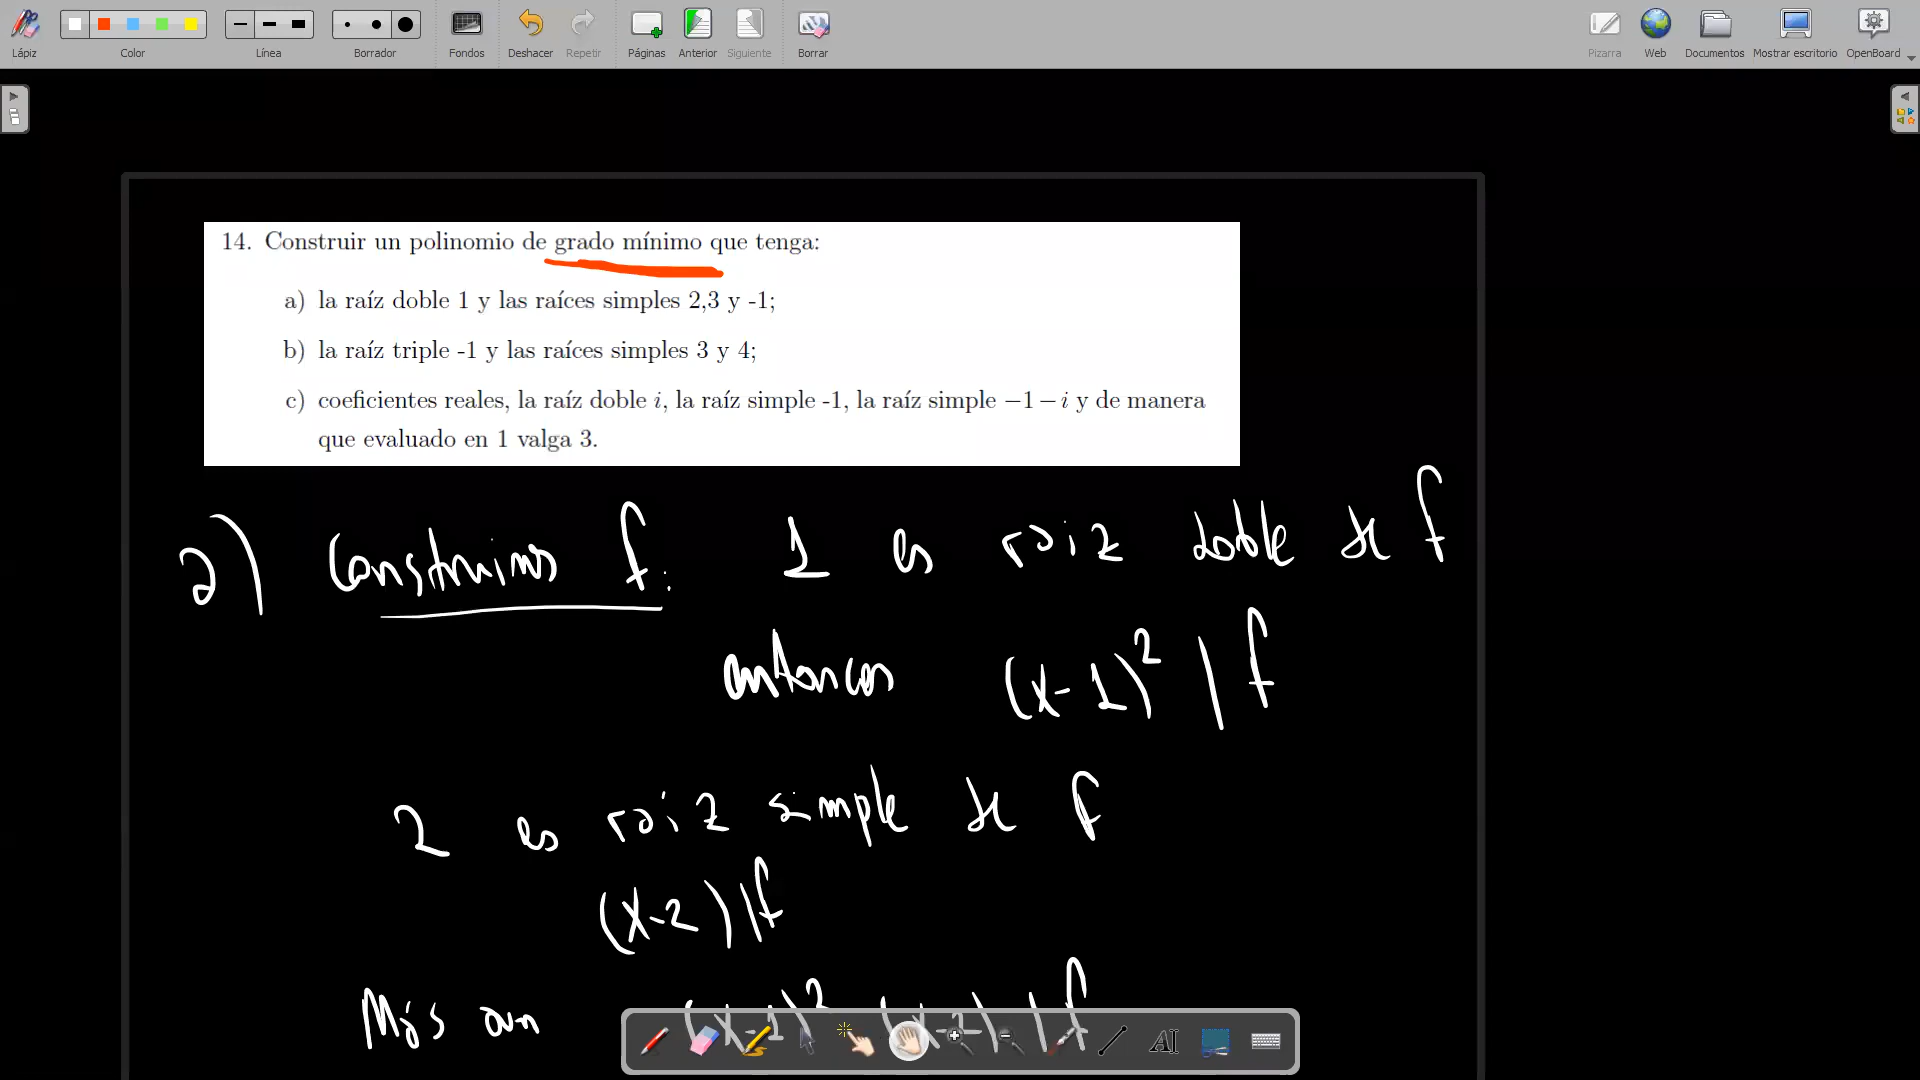 Lápiz Color Línea Borrador Fondos Deshacer Repetir Páginas Anterior Siguiente Borrar Pizarra Web Documentos Mostrar escritorio OpenBoard
14. Construir un polinomio de grado mínimo que tenga:
a) la raíz doble 1 y las raíces simples 2,3 y -1;
b) la raíz triple -1 y las raíces simples 3 y 4;
c) coeficientes reales, la raíz doble i, la raíz simple -1, la raíz simple −1 − i y de manera
que evaluado en 1 valga 3.
a) Construimos f: 1 es raiz doble de f
entonces (x-1)² | f
2 es raiz simple de f
(x-2) | f
Más aun (x-1)² (x-2) | f